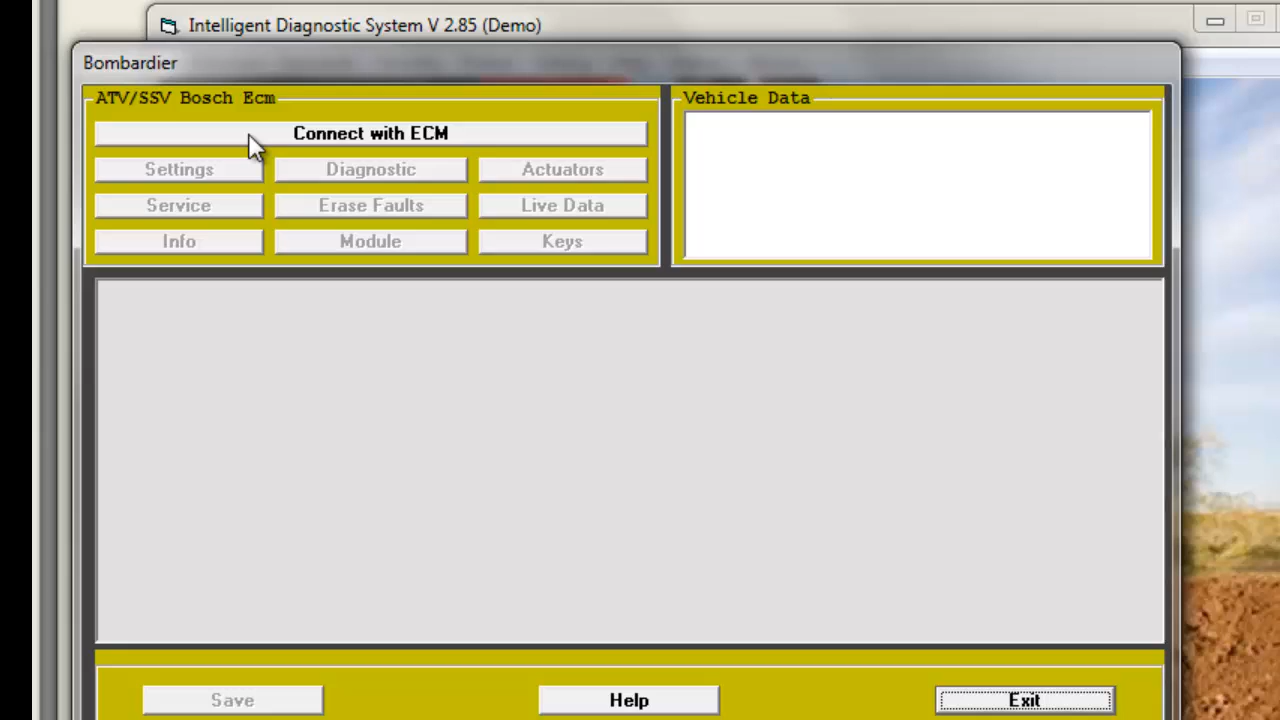 Intelligent Diagnostic System V 2.85 (Demo)
Bombardier
ATV/SSV Bosch Ecm
Connect with ECM
Settings Diagnostic Actuators
Service Erase Faults Live Data
Info Module Keys
Vehicle Data
Save Help Exit